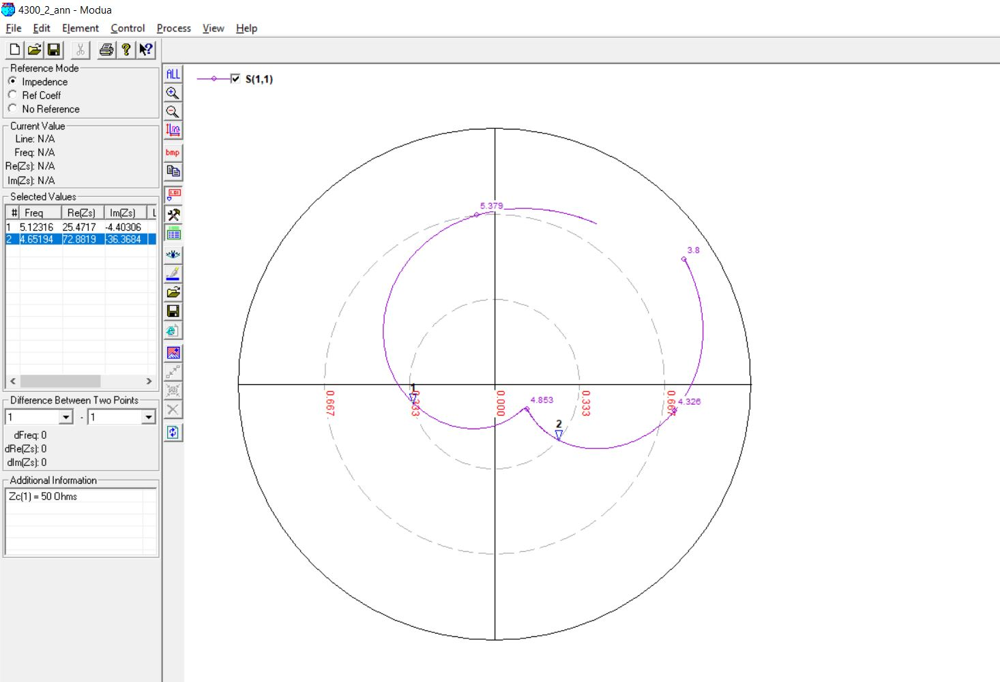 4300_2_ann - Modua
File Edit Element Control Process View Help
Reference Mode
Impedence
Ref Coeff
No Reference
Current Value
Line: N/A
Freq: N/A
Re(Zs): N/A
Im(Zs): N/A
Selected Values
# Freq Re(Zs) Im(Zs) L
1 5.12316 25.4717 -4.40306
2 4.65194 72.8819 -36.3684
Difference Between Two Points
1 - 1
dFreq: 0
dRe(Zs): 0
dIm(Zs): 0
Additional Information
Zc(1) = 50 Ohms
ALL
bmp
1.01
S(1,1)
5.379
3.8
1
4.853
4.326
2
0.667
0.333
0.000
0.333
0.667